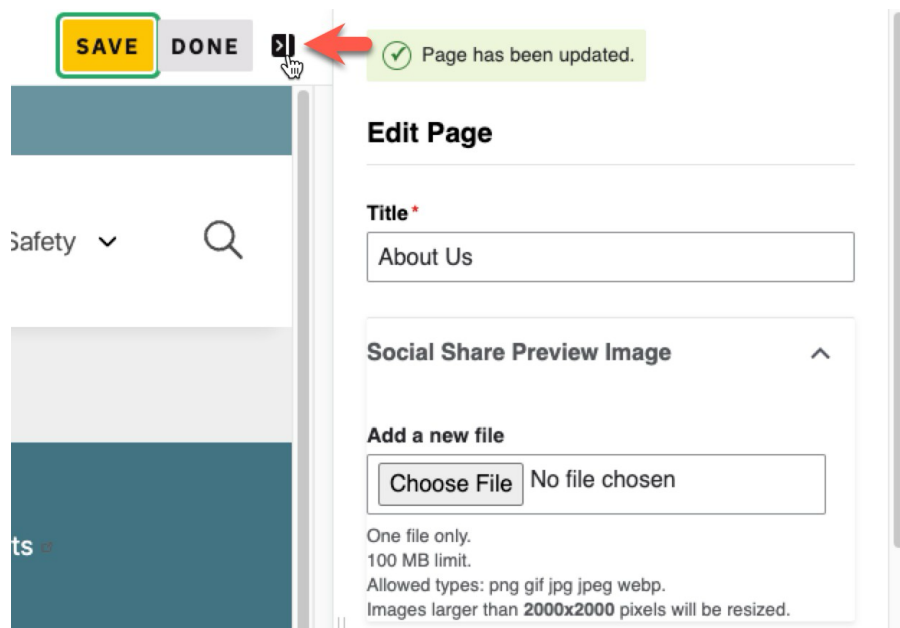 SAVE DONE
Page has been updated.
Edit Page
Title *
About Us
Safety
Social Share Preview Image
Add a new file
Choose File No file chosen
One file only.
100 MB limit.
Allowed types: png gif jpg jpeg webp.
Images larger than 2000x2000 pixels will be resized.
ts